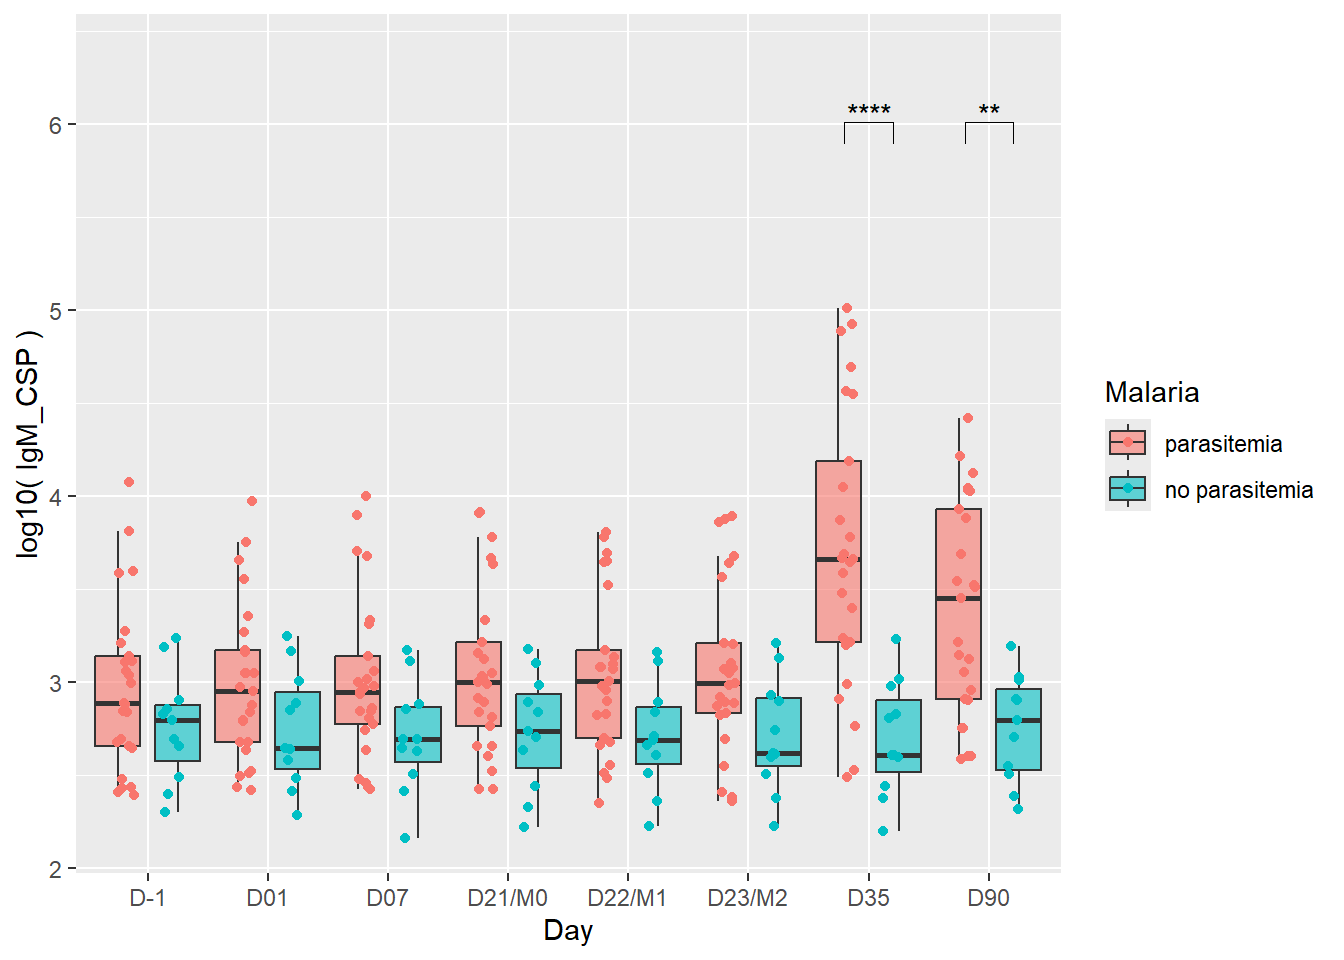 **** **
6
5
4
3
2
log10( IgM_CSP )
D-1 D01 D07 D21/M0 D22/M1 D23/M2 D35 D90
Day
Malaria
parasitemia
no parasitemia